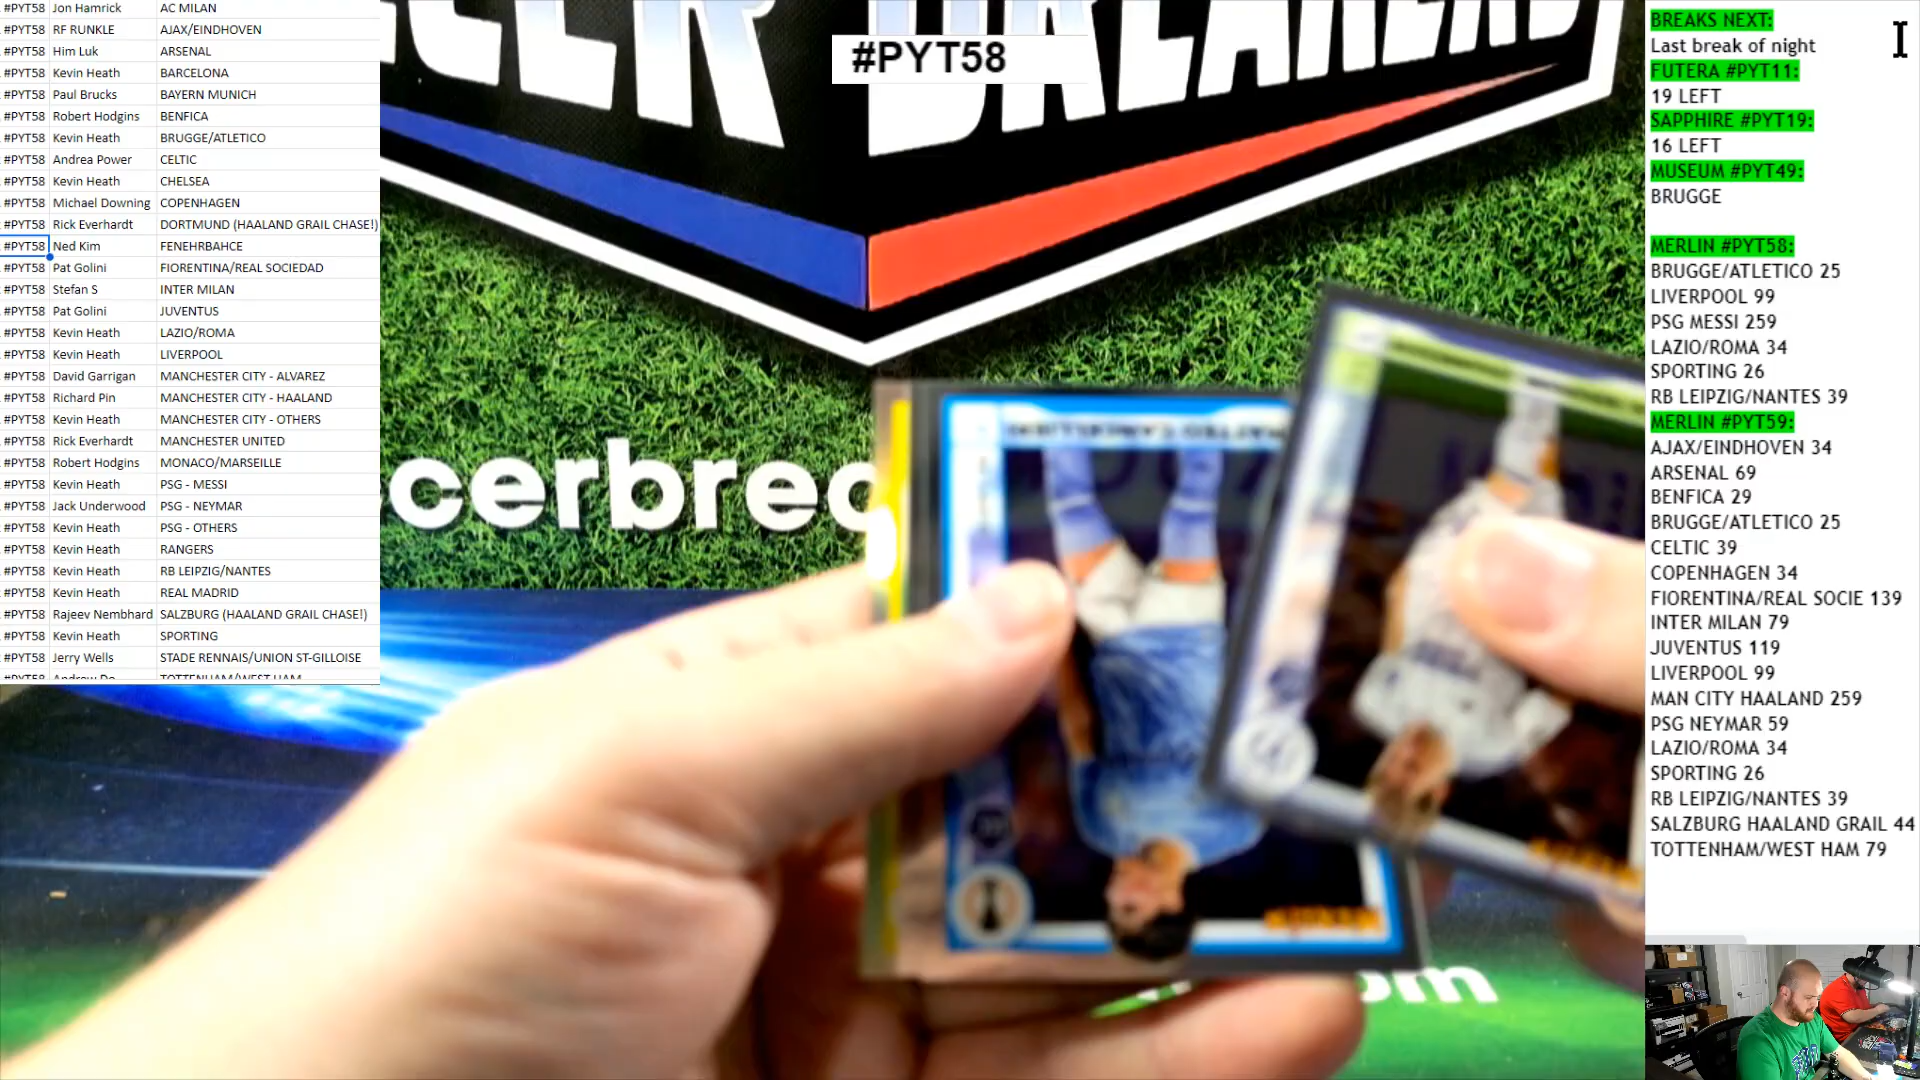 #PYT58 Jon Hamrick AC MILAN
#PYT58 RF RUNKLE AJAX/EINDHOVEN
#PYT58 Him Luk ARSENAL
#PYT58 Kevin Heath BARCELONA
#PYT58 Paul Brucks BAYERN MUNICH
#PYT58 Robert Hodgins BENFICA
#PYT58 Kevin Heath BRUGGE/ATLETICO
#PYT58 Andrea Power CELTIC
#PYT58 Kevin Heath CHELSEA
#PYT58 Michael Downing COPENHAGEN
#PYT58 Rick Everhardt DORTMUND (HAALAND GRAIL CHASE!)
#PYT58 Ned Kim FENEHRBAHCE
#PYT58 Pat Golini FIORENTINA/REAL SOCIEDAD
#PYT58 Stefan S INTER MILAN
#PYT58 Pat Golini JUVENTUS
#PYT58 Kevin Heath LAZIO/ROMA
#PYT58 Kevin Heath LIVERPOOL
#PYT58 David Garrigan MANCHESTER CITY - ALVAREZ
#PYT58 Richard Pin MANCHESTER CITY - HAALAND
#PYT58 Kevin Heath MANCHESTER CITY - OTHERS
#PYT58 Rick Everhardt MANCHESTER UNITED
#PYT58 Robert Hodgins MONACO/MARSEILLE
#PYT58 Kevin Heath PSG - MESSI
#PYT58 Jack Underwood PSG - NEYMAR
#PYT58 Kevin Heath PSG - OTHERS
#PYT58 Kevin Heath RANGERS
#PYT58 Kevin Heath RB LEIPZIG/NANTES
#PYT58 Kevin Heath REAL MADRID
#PYT58 Rajeev Nembhard SALZBURG (HAALAND GRAIL CHASE!)
#PYT58 Kevin Heath SPORTING
#PYT58 Jerry Wells STADE RENNAIS/UNION ST-GILLOISE
#PYT58 Andrew Do TOTTENHAM/WEST HAM
#PYT58
cerbrec
om
BREAKS NEXT:
Last break of night
FUTERA #PYT11:
19 LEFT
SAPPHIRE #PYT19:
16 LEFT
MUSEUM #PYT49:
BRUGGE
MERLIN #PYT58:
BRUGGE/ATLETICO 25
LIVERPOOL 99
PSG MESSI 259
LAZIO/ROMA 34
SPORTING 26
RB LEIPZIG/NANTES 39
MERLIN #PYT59:
AJAX/EINDHOVEN 34
ARSENAL 69
BENFICA 29
BRUGGE/ATLETICO 25
CELTIC 39
COPENHAGEN 34
FIORENTINA/REAL SOCIE 139
INTER MILAN 79
JUVENTUS 119
LIVERPOOL 99
MAN CITY HAALAND 259
PSG NEYMAR 59
LAZIO/ROMA 34
SPORTING 26
RB LEIPZIG/NANTES 39
SALZBURG HAALAND GRAIL 44
TOTTENHAM/WEST HAM 79